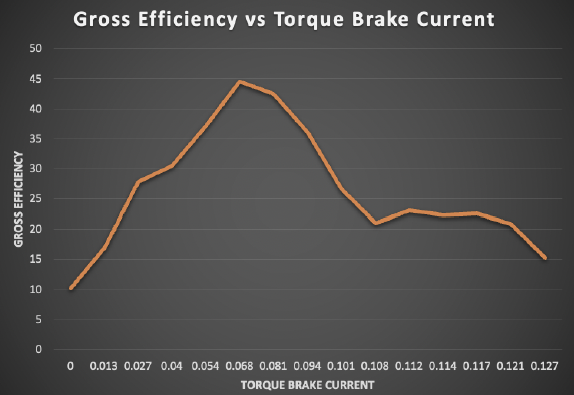 Gross Efficiency vs Torque Brake Current
50
45
40
35
30
25
20
15
10
5
0
GROSS EFFICIENCY
0 0.013 0.027 0.04 0.054 0.068 0.081 0.094 0.101 0.108 0.112 0.114 0.117 0.121 0.127
TORQUE BRAKE CURRENT